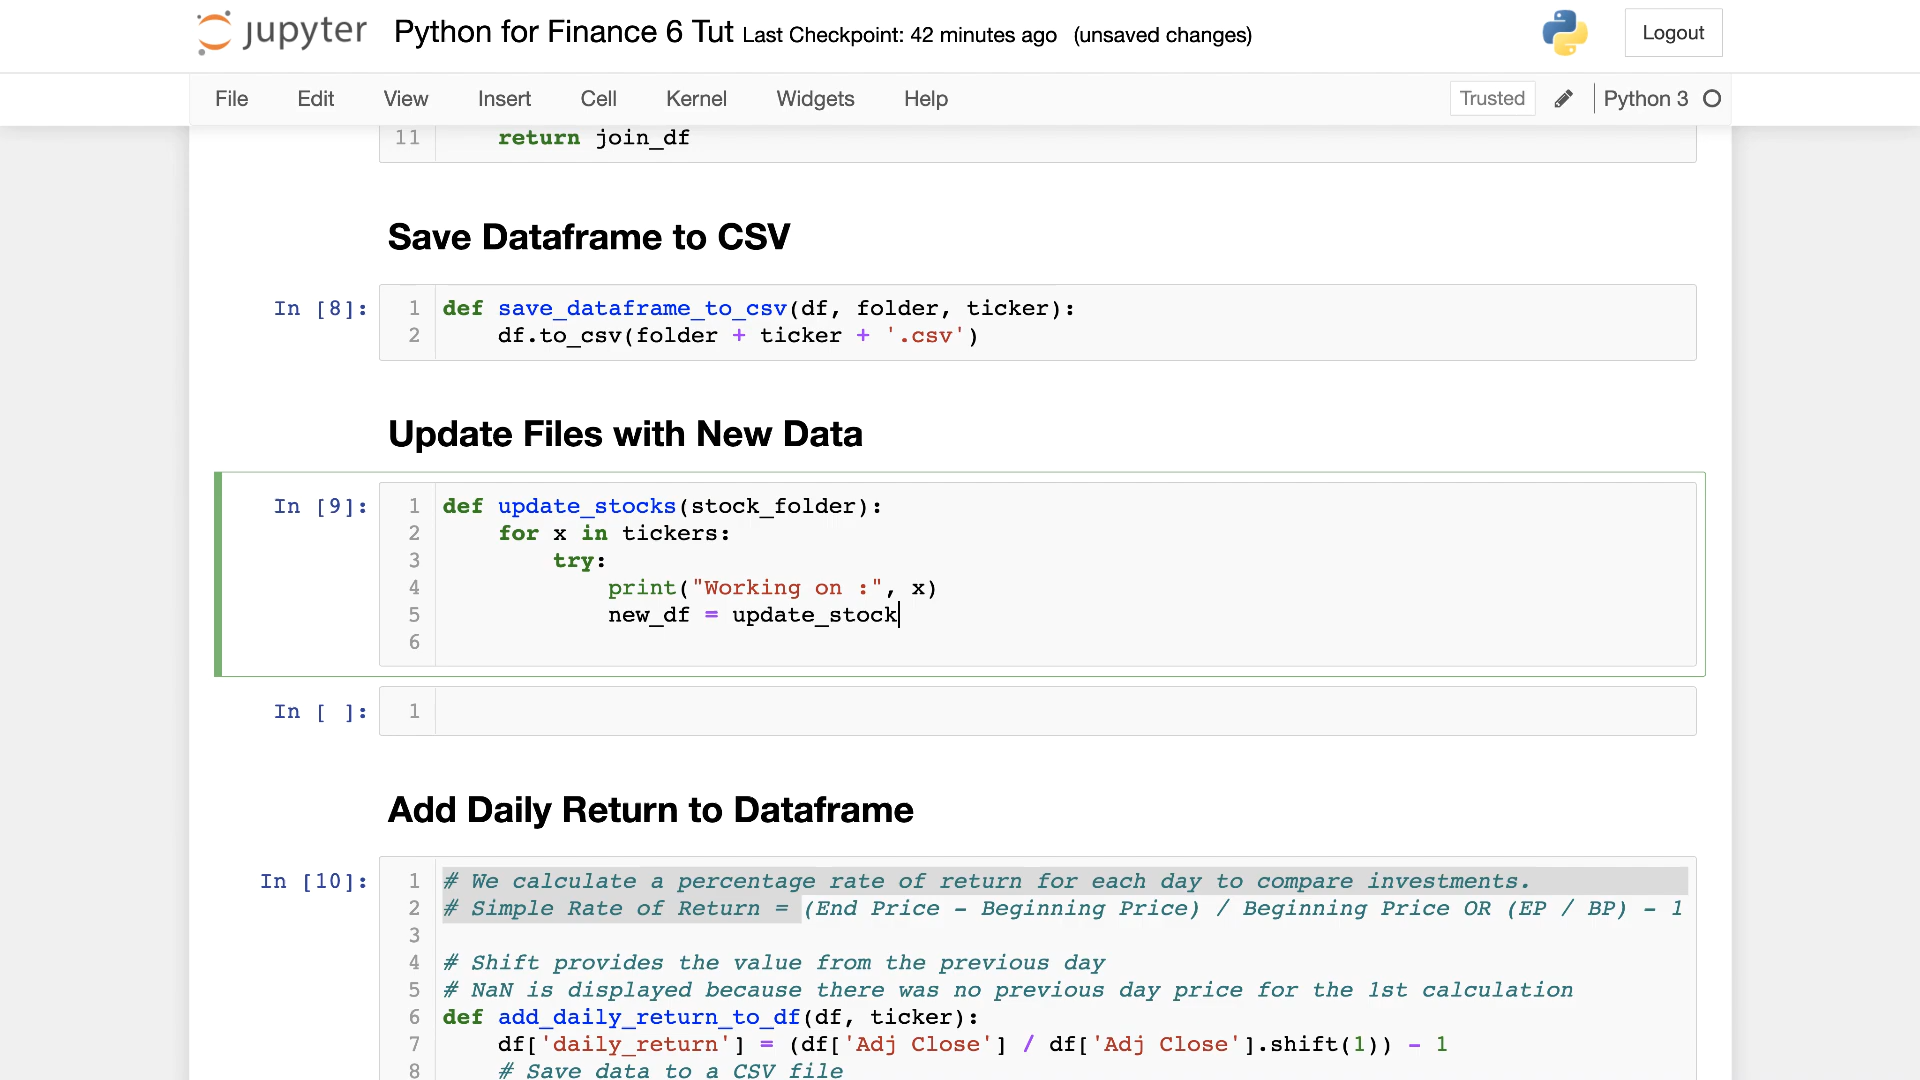 jupyter Python for Finance 6 Tut Last Checkpoint: 42 minutes ago (unsaved changes) Logout
File Edit View Insert Cell Kernel Widgets Help Trusted Python 3
11 return join_df
Save Dataframe to CSV
In [8]: 1 def save_dataframe_to_csv(df, folder, ticker):
2 df.to_csv(folder + ticker + '.csv')
Update Files with New Data
In [9]: 1 def update_stocks(stock_folder):
2 for x in tickers:
3 try:
4 print("Working on :", x)
5 new_df = update_stock
6
In [ ]: 1
Add Daily Return to Dataframe
In [10]: 1 # We calculate a percentage rate of return for each day to compare investments.
2 # Simple Rate of Return = (End Price - Beginning Price) / Beginning Price OR (EP / BP) - 1
3
4 # Shift provides the value from the previous day
5 # NaN is displayed because there was no previous day price for the 1st calculation
6 def add_daily_return_to_df(df, ticker):
7 df['daily_return'] = (df['Adj Close'] / df['Adj Close'].shift(1)) - 1
8 # Save data to a CSV file